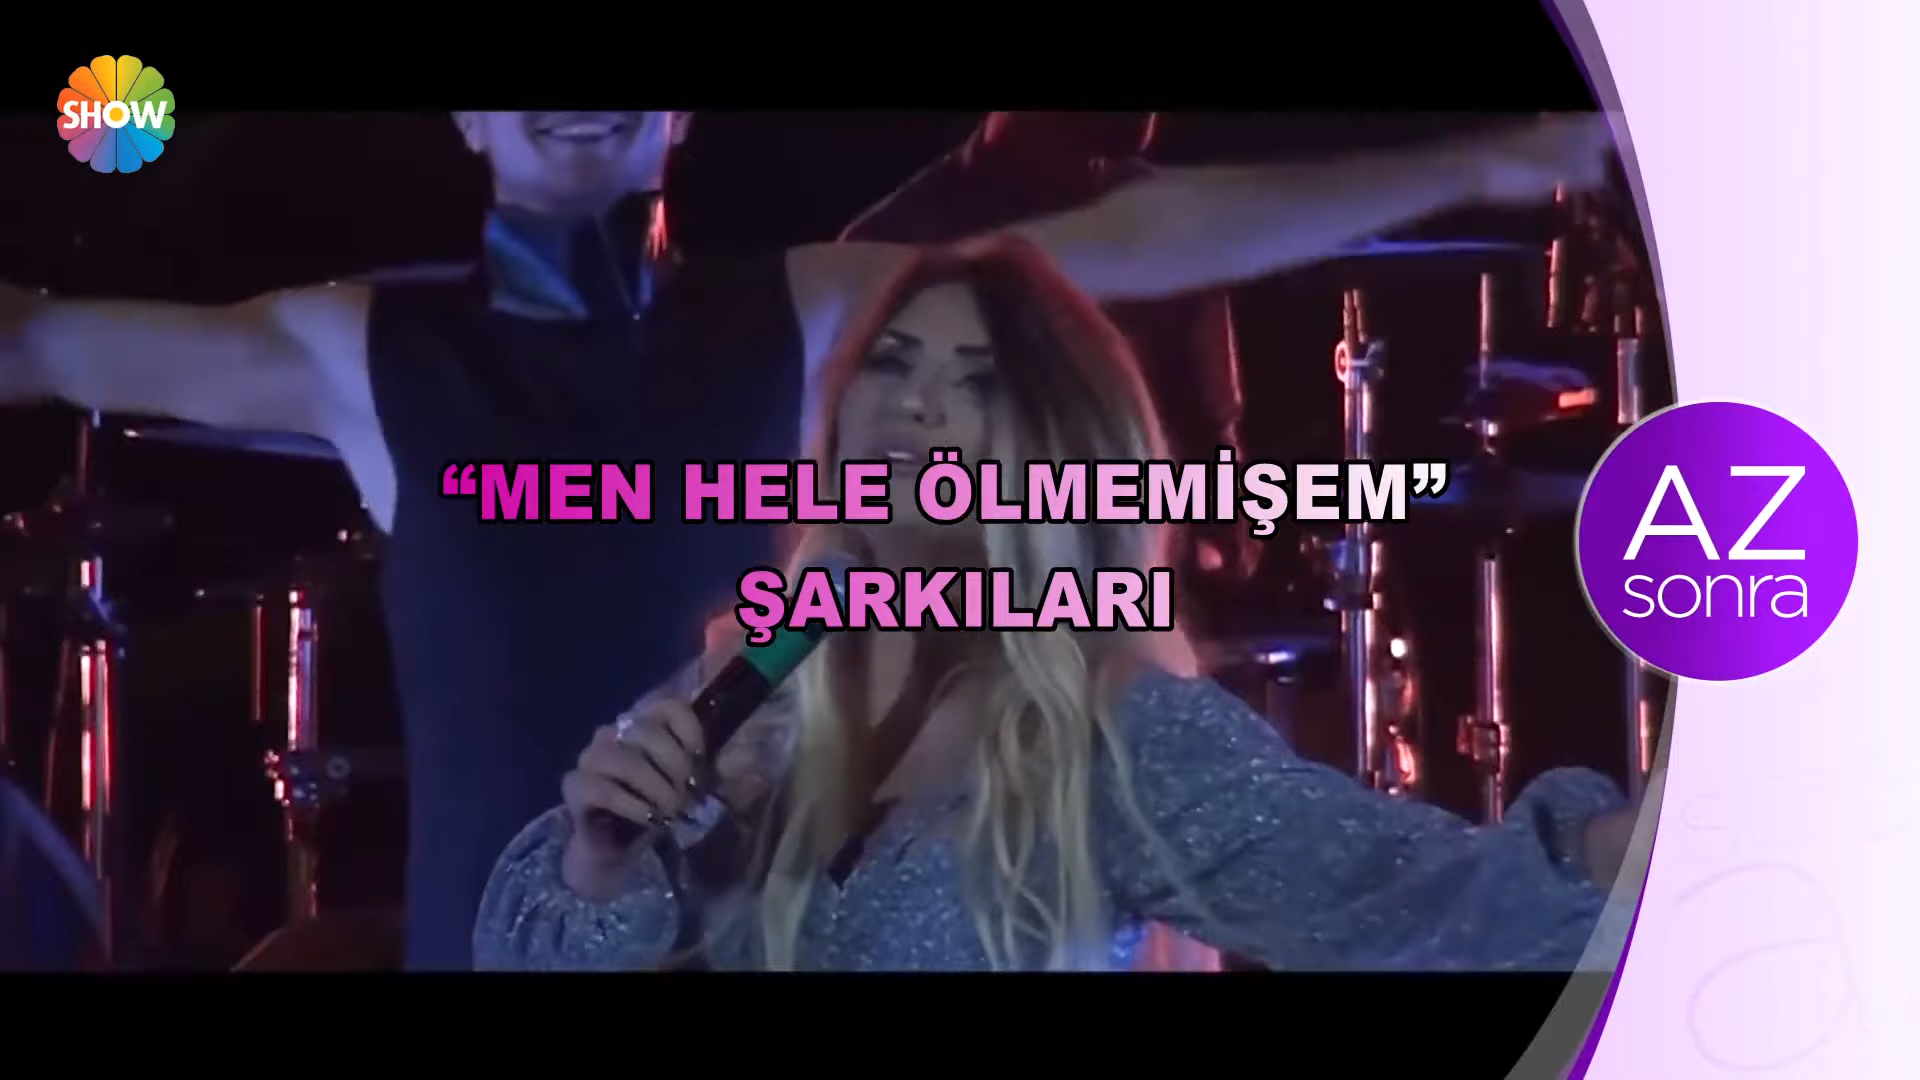 SHOW
“MEN HELE ÖLMEMİŞEM”
ŞARKILARI
AZ
sonra